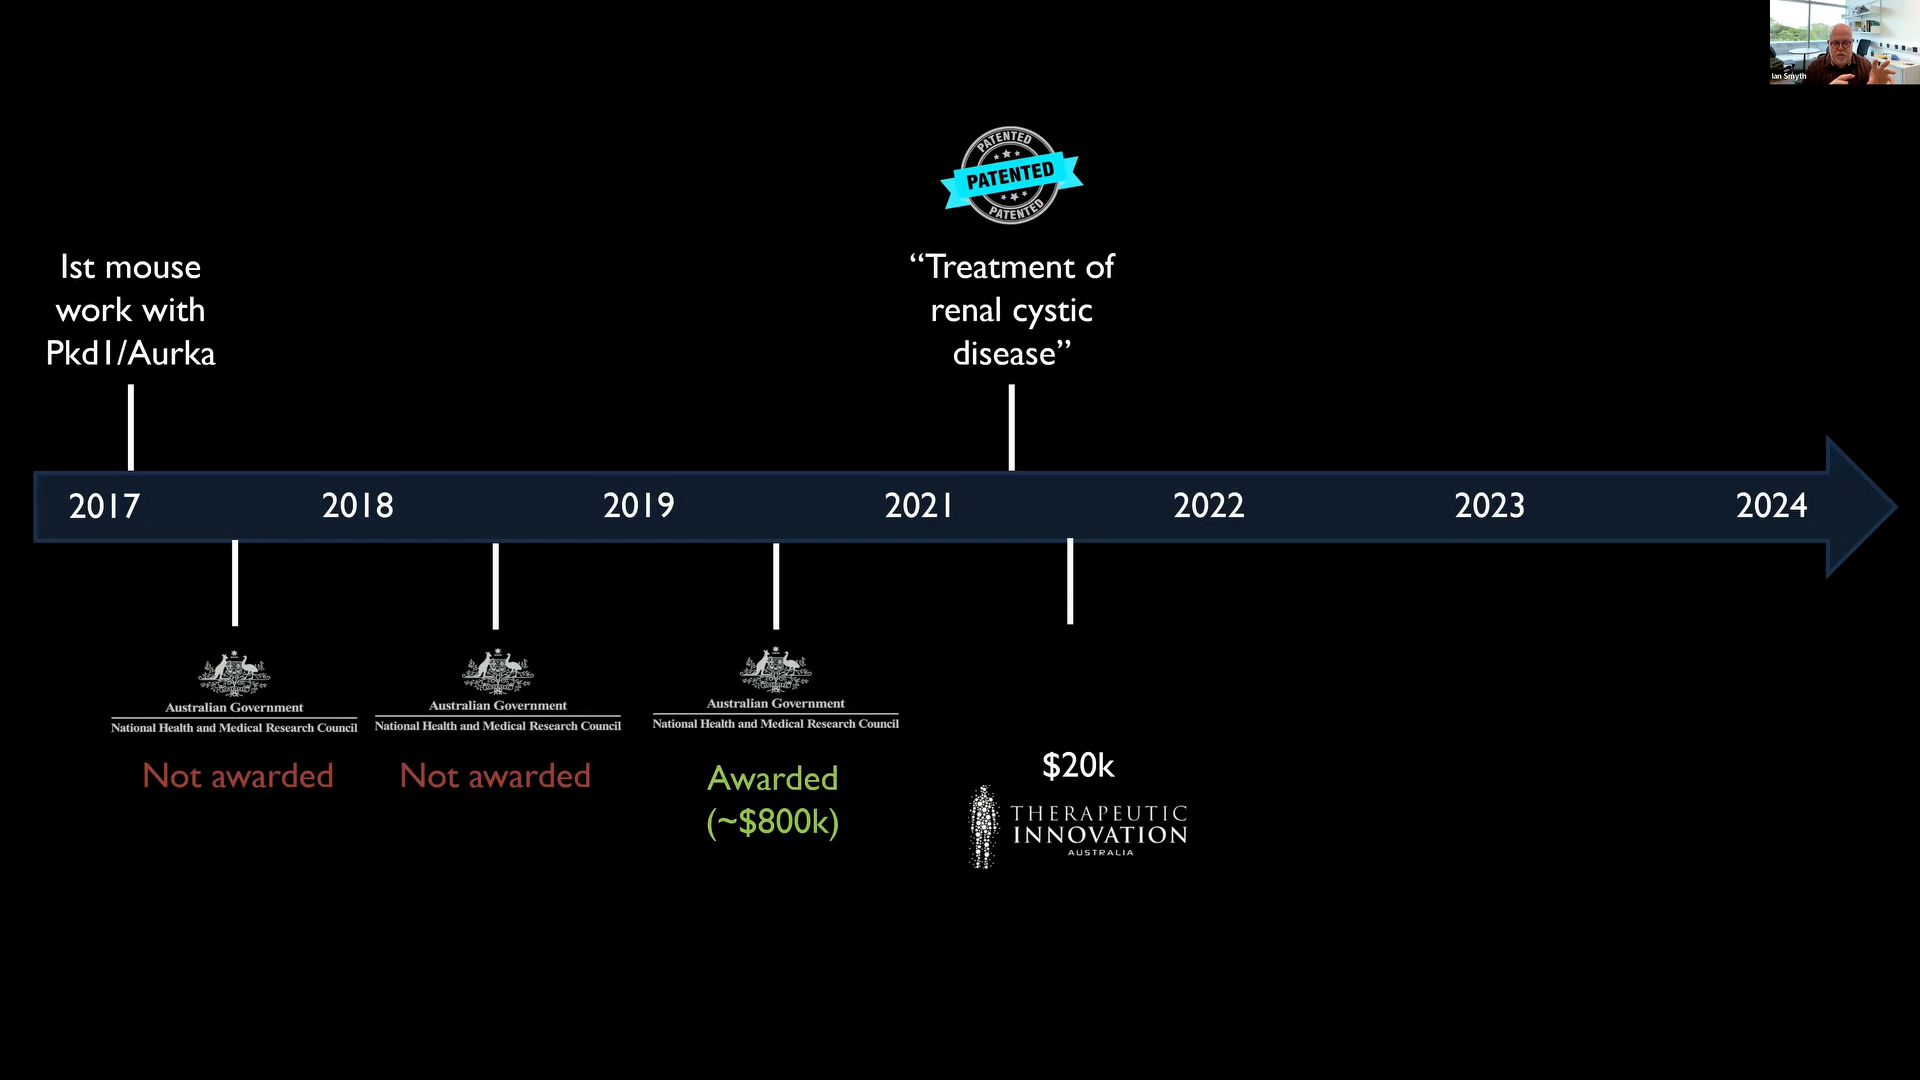 Ian Smyth
PATENTED
PATENTED
PATENTED
1st mouse
work with
Pkd1/Aurka
“Treatment of
renal cystic
disease”
2017
2018
2019
2021
2022
2023
2024
Australian Government
National Health and Medical Research Council
Not awarded
Australian Government
National Health and Medical Research Council
Not awarded
Australian Government
National Health and Medical Research Council
Awarded
(~$800k)
$20k
THERAPEUTIC
INNOVATION
AUSTRALIA